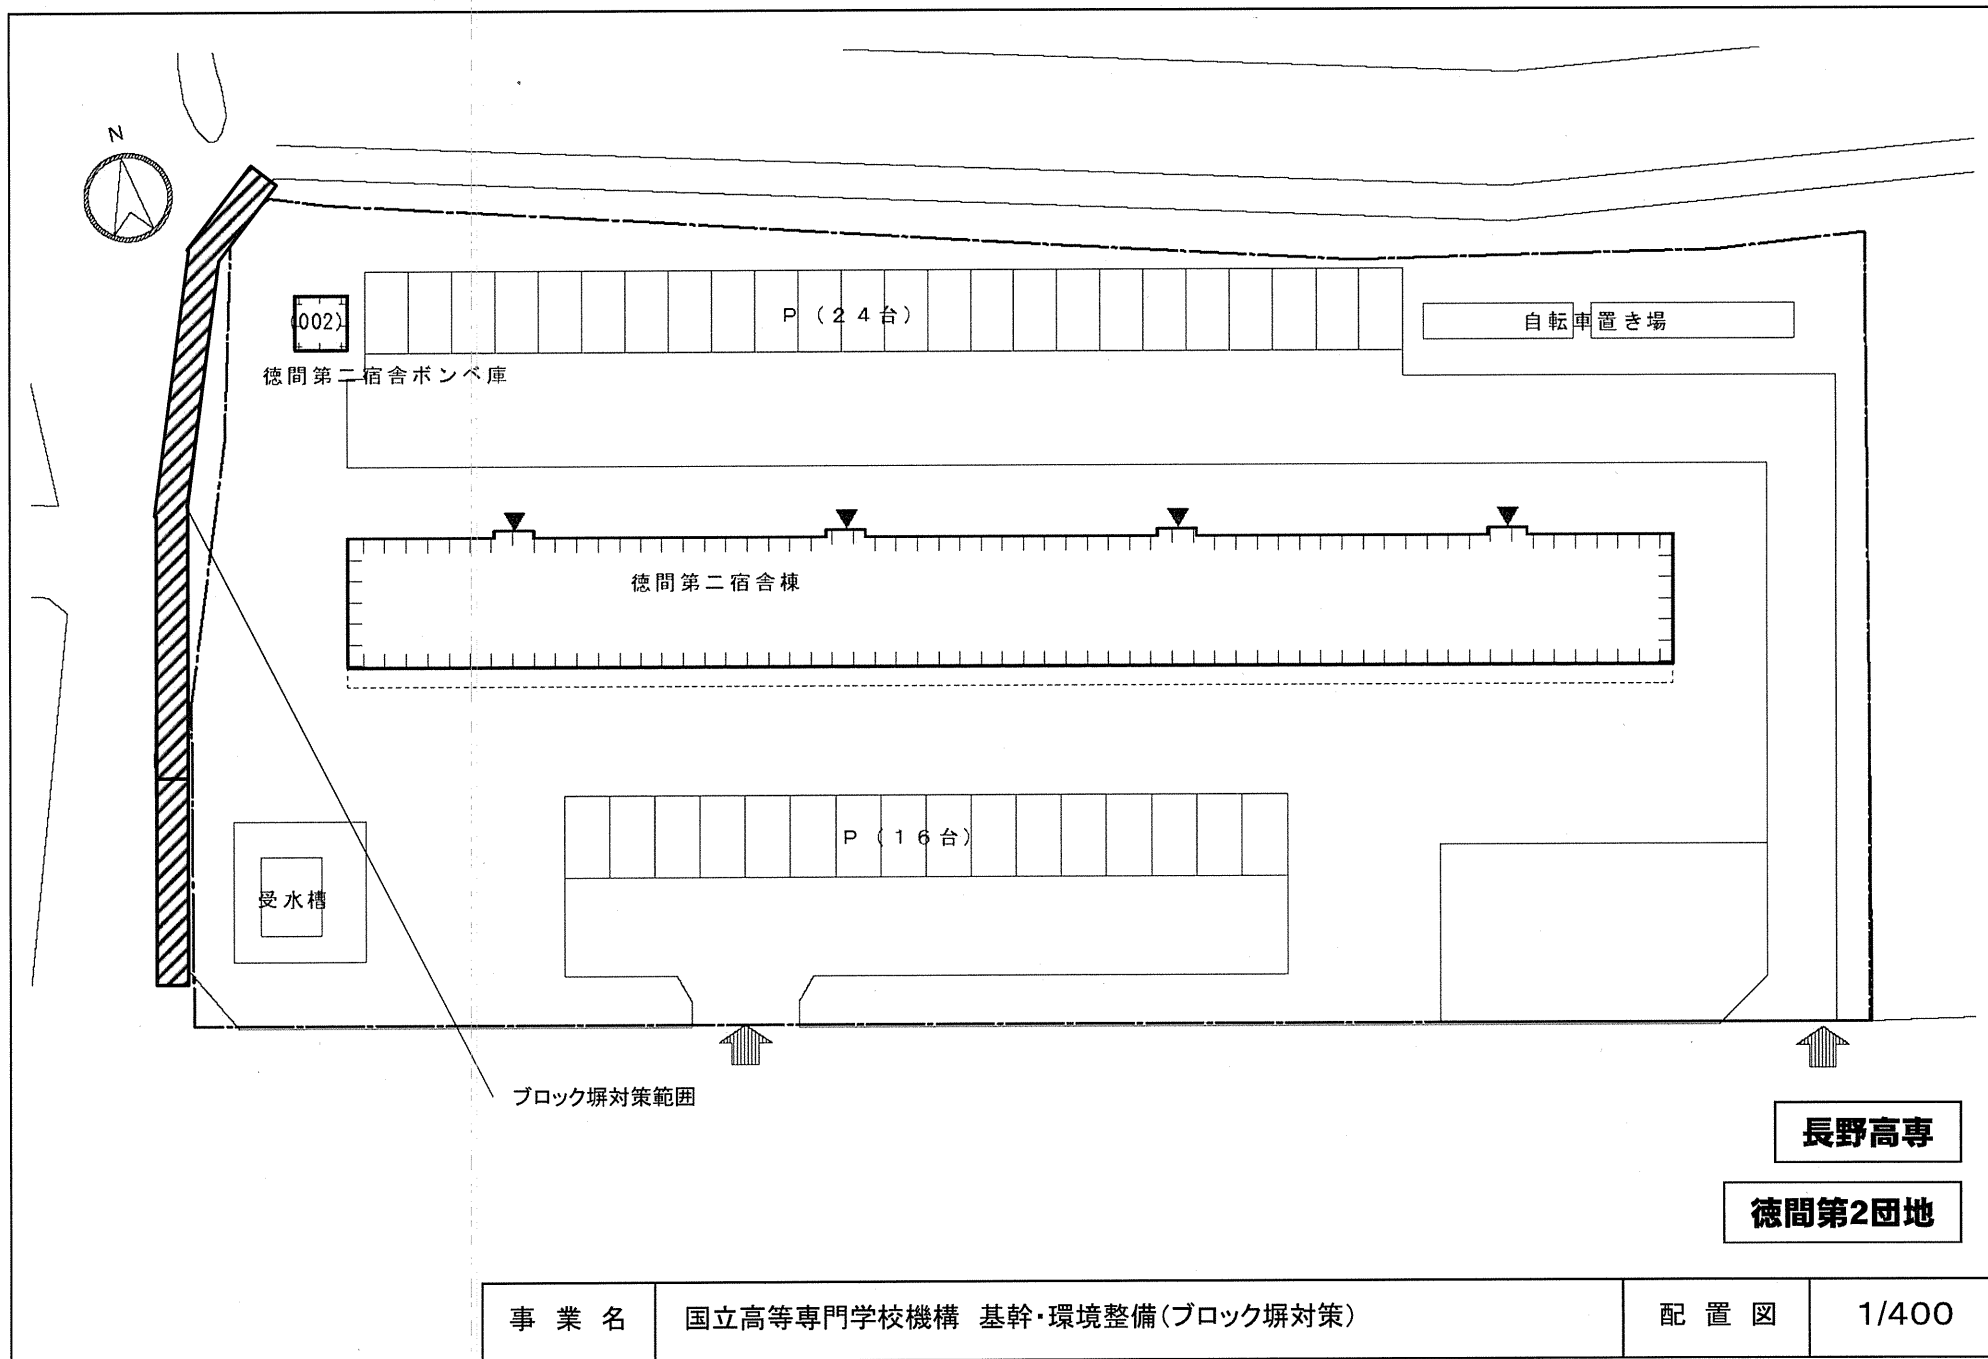 N
(002)
P(24台)
自転車置き場
徳間第二宿舎ボンベ庫
徳間第二宿舎棟
P(16台)
受水槽
ブロック塀対策範囲
長野高専
徳間第2団地
事業名 国立高等専門学校機構 基幹・環境整備(ブロック塀対策) 配置図 1/400